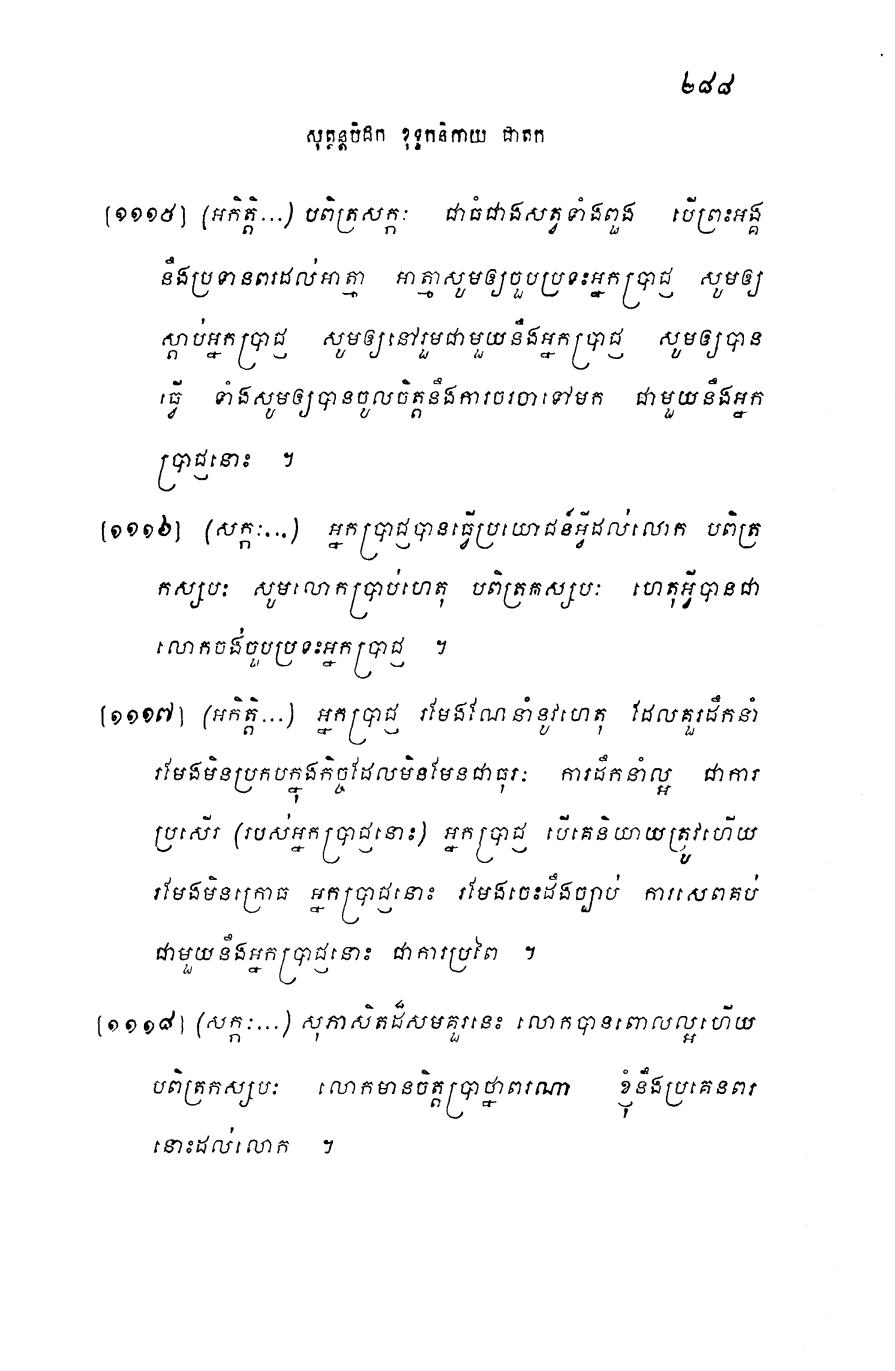 ២៨៨
សុត្តន្តបិដក ខុទ្ទកនិកាយ ជាតក
[១១១៥] (អកិត្តិ...) បពិត្រសក្កៈ ជាធំជាងសត្វទាំងពួង បើព្រះអង្គ
នឹងប្រទានពរដល់អាត្មា អាត្មាសូមឲ្យចួបប្រទះអ្នកប្រាជ្ញ សូមឲ្យ
ស្តាប់អ្នកប្រាជ្ញ សូមឲ្យនៅរួមជាមួយនឹងអ្នកប្រាជ្ញ សូមឲ្យបាន
ធ្វើ ទាំងសូមឲ្យបានចូលចិត្តនឹងការចរចាទៅមក ជាមួយនឹងអ្នក
ប្រាជ្ញនោះ ។
[១១១៦] (សក្កៈ...) អ្នកប្រាជ្ញបានធ្វើប្រយោជន៍អ្វីដល់លោក បពិត្រ
កស្សបៈ សូមលោកប្រាប់ហេតុ បពិត្រកស្សបៈ ហេតុអ្វីបានជា
លោកចង់ចួបប្រទះអ្នកប្រាជ្ញ ។
[១១១៧] (អកិត្តិ...) អ្នកប្រាជ្ញ រមែងណែនាំនូវហេតុ ដែលគួរដឹកនាំ
រមែងមិនប្រកបក្នុងកិច្ចដែលមិនមែនជាធុរៈ ការដឹកនាំល្អ ជាការ
ប្រសើរ (របស់អ្នកប្រាជ្ញនោះ) អ្នកប្រាជ្ញ បើគេនិយាយត្រូវហើយ
រមែងមិនក្រោធ អ្នកប្រាជ្ញនោះ រមែងចេះដឹងច្បាប់ ការសេពគប់
ជាមួយនឹងអ្នកប្រាជ្ញនោះ ជាការប្រពៃ ។
[១១១៨] (សក្កៈ...) សុភាសិតដ៏សមគួរនេះ លោកបានពោលល្អហើយ
បពិត្រកស្សបៈ លោកមានចិត្តប្រាថ្នាពរណា ខ្ញុំនឹងប្រគេនពរ
នោះដល់លោក ។